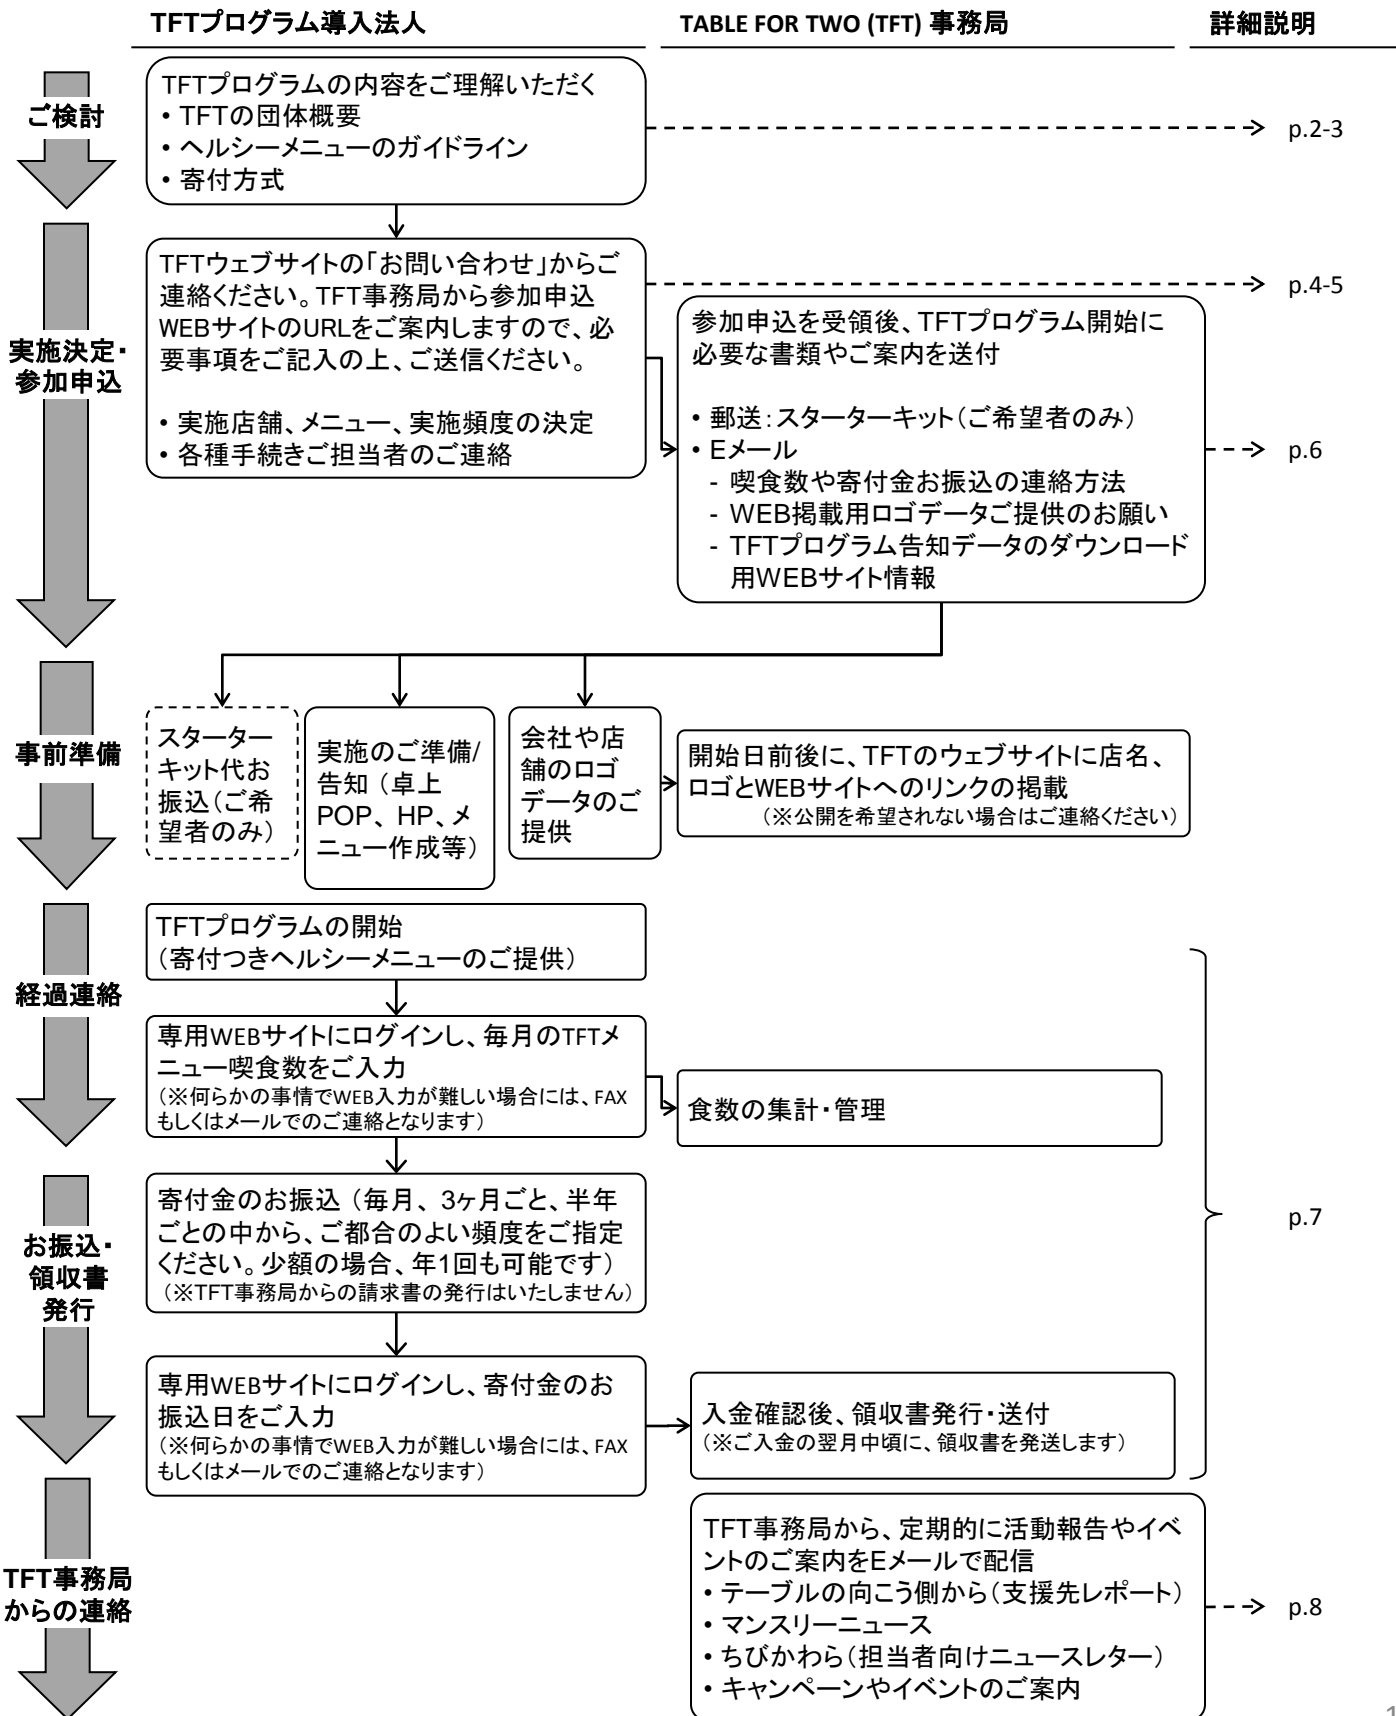 TFTプログラム導入法人
TABLE FOR TWO (TFT) 事務局
詳細説明
ご検討
TFTプログラムの内容をご理解いただく
• TFTの団体概要
• ヘルシーメニューのガイドライン
• 寄付方式
p.2-3
実施決定・
参加申込
TFTウェブサイトの「お問い合わせ」からご
連絡ください。TFT事務局から参加申込
WEBサイトのURLをご案内しますので、必
要事項をご記入の上、ご送信ください。
• 実施店舗、メニュー、実施頻度の決定
• 各種手続きご担当者のご連絡
p.4-5
参加申込を受領後、TFTプログラム開始に
必要な書類やご案内を送付
• 郵送：スターターキット（ご希望者のみ）
• Eメール
- 喫食数や寄付金お振込の連絡方法
- WEB掲載用ロゴデータご提供のお願い
- TFTプログラム告知データのダウンロード
用WEBサイト情報
p.6
事前準備
スターター
キット代お
振込（ご希
望者のみ）
実施のご準備/
告知（卓上
POP、HP、メ
ニュー作成等）
会社や店
舗のロゴ
データのご
提供
開始日前後に、TFTのウェブサイトに店名、
ロゴとWEBサイトへのリンクの掲載
（※公開を希望されない場合はご連絡ください）
経過連絡
TFTプログラムの開始
（寄付つきヘルシーメニューのご提供）
専用WEBサイトにログインし、毎月のTFTメ
ニュー喫食数をご入力
（※何らかの事情でWEB入力が難しい場合には、FAX
もしくはメールでのご連絡となります）
食数の集計・管理
お振込・
領収書
発行
寄付金のお振込（毎月、3ヶ月ごと、半年
ごとの中から、ご都合のよい頻度をご指定
ください。少額の場合、年1回も可能です）
（※TFT事務局からの請求書の発行はいたしません）
p.7
専用WEBサイトにログインし、寄付金のお
振込日をご入力
（※何らかの事情でWEB入力が難しい場合には、FAX
もしくはメールでのご連絡となります）
入金確認後、領収書発行・送付
（※ご入金の翌月中頃に、領収書を発送します）
TFT事務局
からの連絡
TFT事務局から、定期的に活動報告やイベ
ントのご案内をEメールで配信
• テーブルの向こう側から（支援先レポート）
• マンスリーニュース
• ちびかわら（担当者向けニュースレター）
• キャンペーンやイベントのご案内
p.8
1